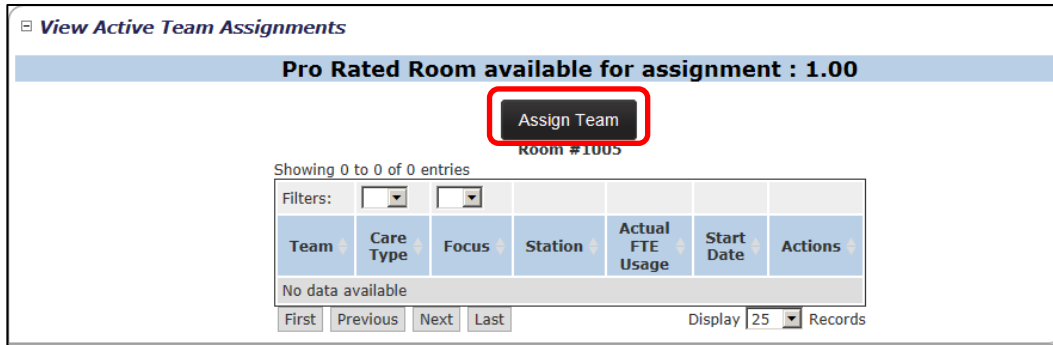 View Active Team Assignments
Pro Rated Room available for assignment : 1.00
Assign Team
Room #1005
Showing 0 to 0 of 0 entries
Filters:
Team Care Type Focus Station Actual FTE Usage Start Date Actions
No data available
First Previous Next Last Display 25 Records